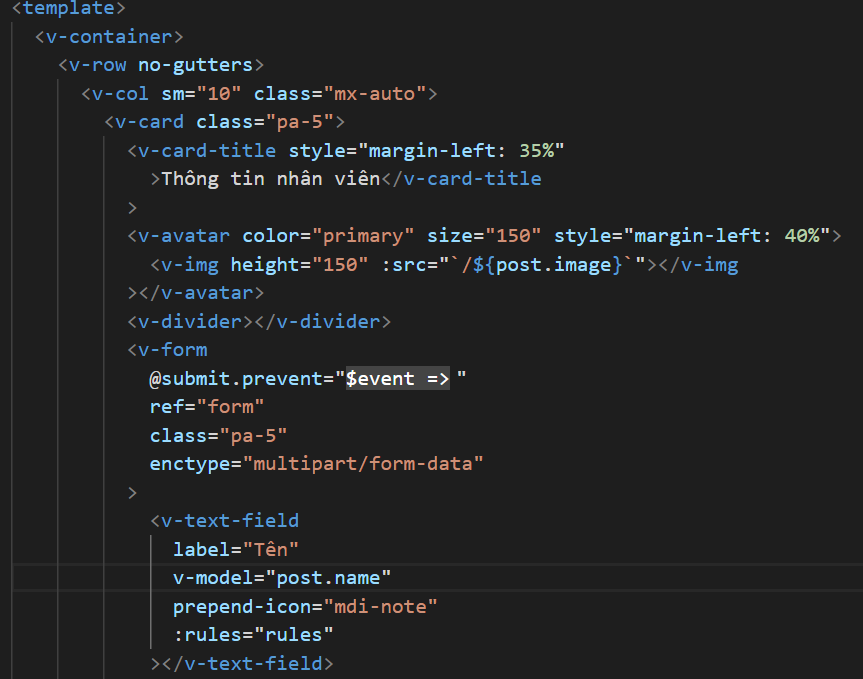 <template>
<v-container>
<v-row no-gutters>
<v-col sm="10" class="mx-auto">
<v-card class="pa-5">
<v-card-title style="margin-left: 35%"
>Thông tin nhân viên</v-card-title
>
<v-avatar color="primary" size="150" style="margin-left: 40%">
<v-img height="150" :src="`/${post.image}`"></v-img
></v-avatar>
<v-divider></v-divider>
<v-form
@submit.prevent="$event => "
ref="form"
class="pa-5"
enctype="multipart/form-data"
>
<v-text-field
label="Tên"
v-model="post.name"
prepend-icon="mdi-note"
:rules="rules"
></v-text-field>